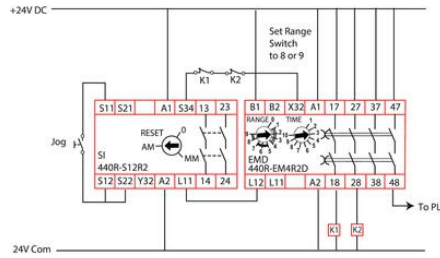 +24V DC
Set Range
Switch
to 8 or 9
K1 K2
S11 S21 A1 S34 13 23
B1 B2 X32 A1 17 27 37 47
RESET 0
AM
MM
RANGE TIME
Jog
SI
440R-S12R2
EMD
440R-EM4R2D
S12 S22 Y32 A2 L11 14 24
L12 L11 A2 18 28 38 48
To PL
K1 K2
24V Com